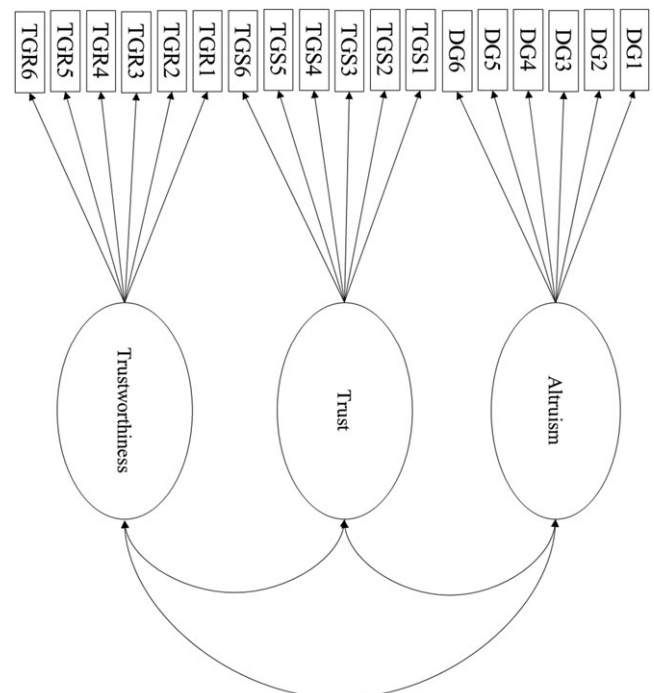 DG1
DG2
DG3
DG4
DG5
DG6
TGS1
TGS2
TGS3
TGS4
TGS5
TGS6
TGR1
TGR2
TGR3
TGR4
TGR5
TGR6
Altruism
Trust
Trustworthiness